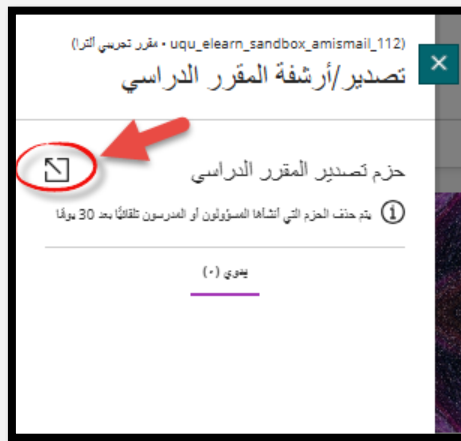 (uqu_elearn_sandbox_amismail_112 • مقرر تجريبي ألترا)
تصدير/أرشفة المقرر الدراسي
حزم تصدير المقرر الدراسي
يتم حذف الحزم التي أنشأها المسؤولون أو المدرسون تلقائيًا بعد 30 يومًا
يدوي (٠)